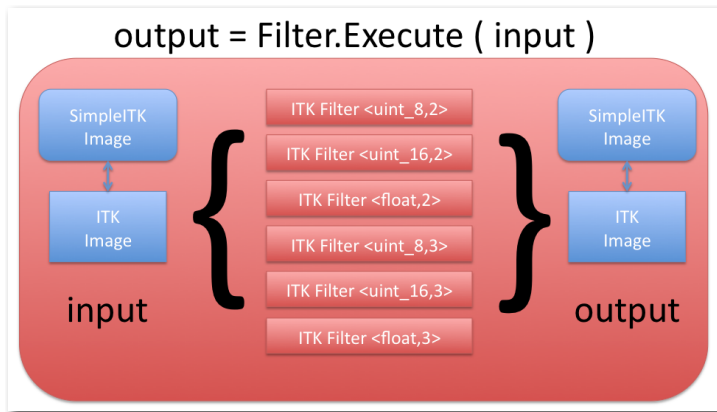 output = Filter.Execute ( input )
SimpleITK
Image
ITK
Image
input
{
ITK Filter <uint_8,2>
ITK Filter <uint_16,2>
ITK Filter <float,2>
ITK Filter <uint_8,3>
ITK Filter <uint_16,3>
ITK Filter <float,3>
}
SimpleITK
Image
ITK
Image
output